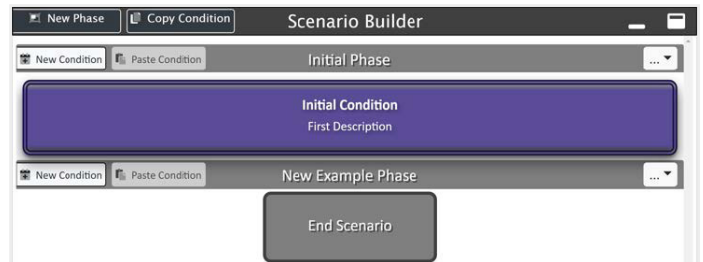 New Phase Copy Condition Scenario Builder
New Condition Paste Condition Initial Phase ...
Initial Condition
First Description
New Condition Paste Condition New Example Phase ...
End Scenario